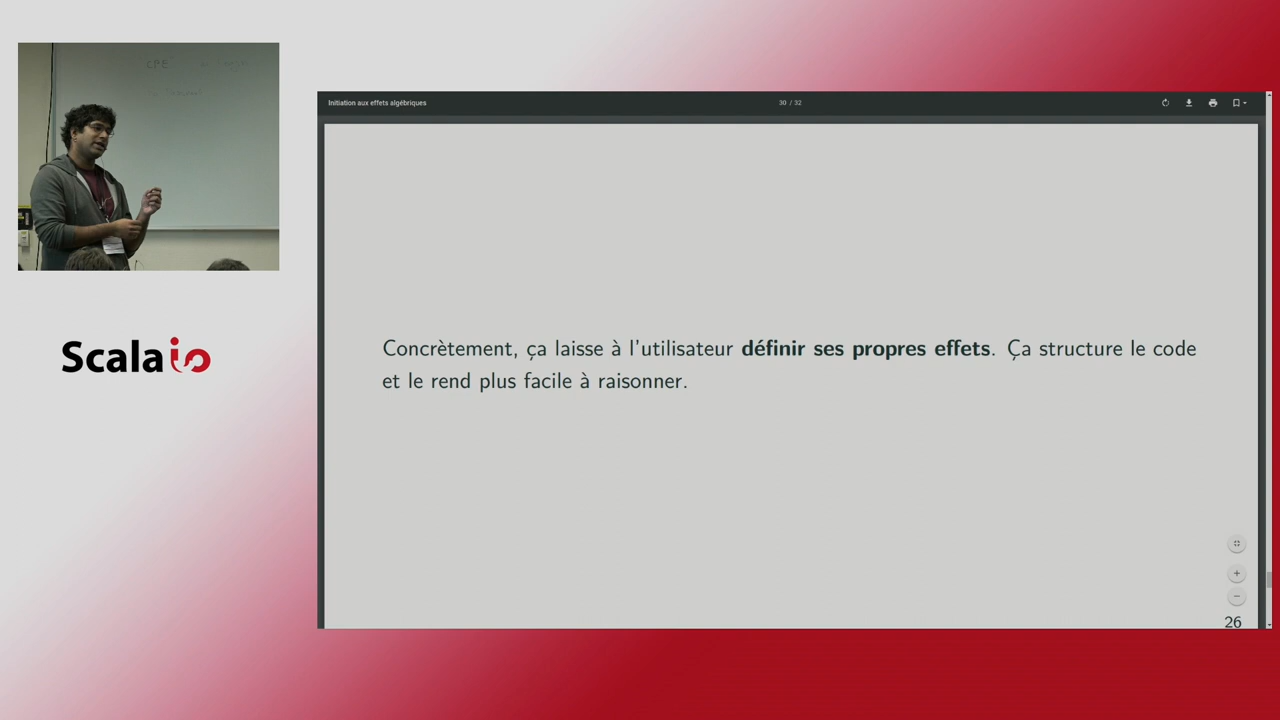 CPE
Scala io
Initiation aux effets algébriques
30 / 32
Concrètement, ça laisse à l'utilisateur définir ses propres effets. Ça structure le code
et le rend plus facile à raisonner.
26